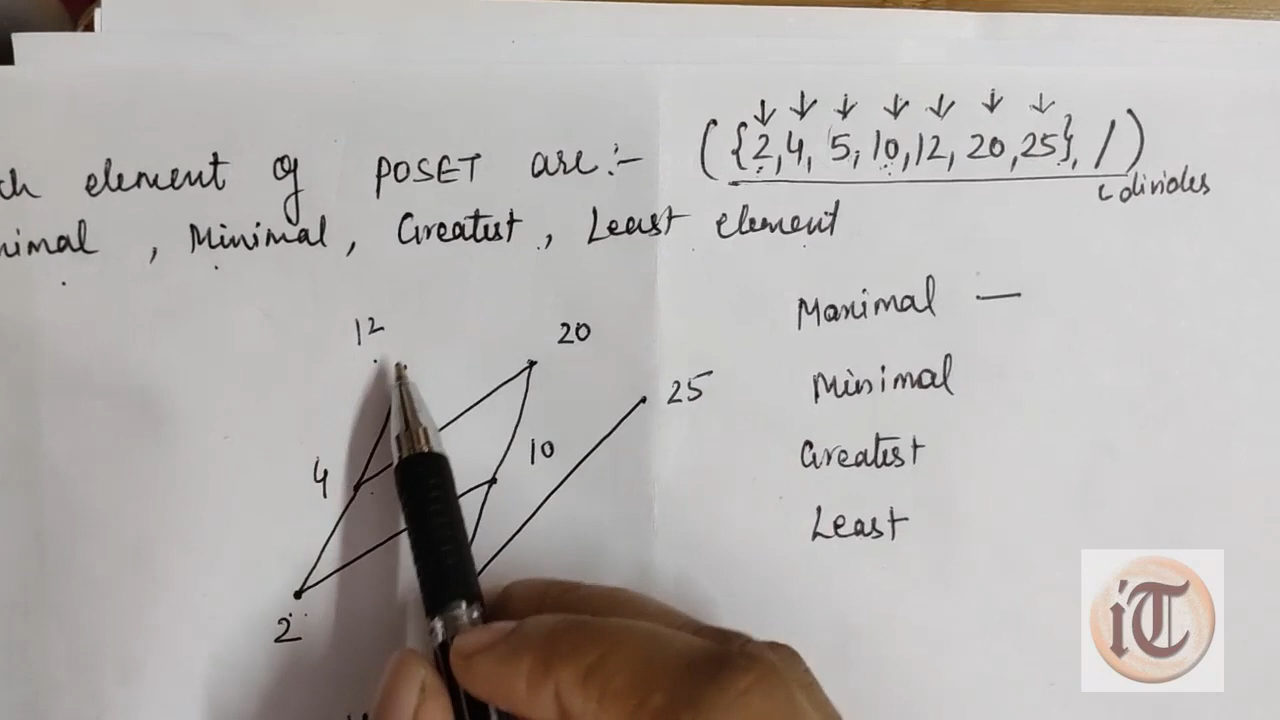 element of POSET are:- ({2,4, 5, 10, 12, 20, 25}, /)
divides
, Minimal, Greatest, Least element
Maximal —
12
20
Minimal
25
10
Greatest
4
Least
2
iT